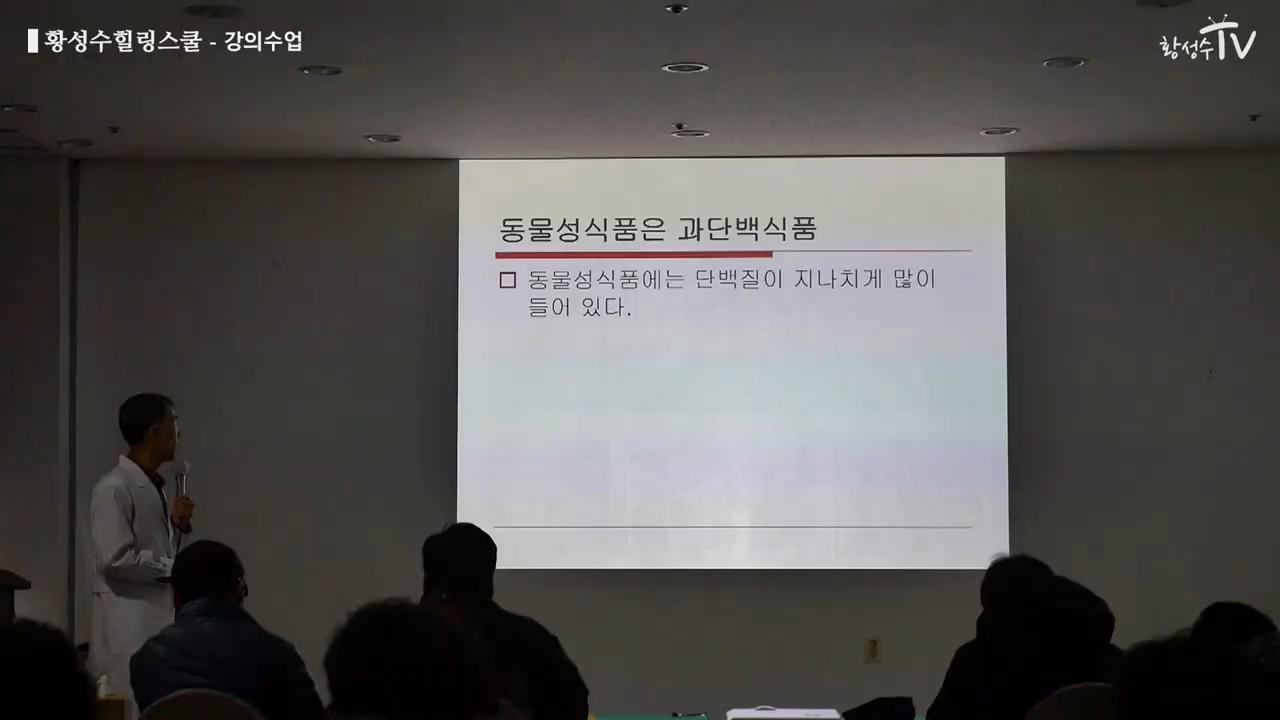 황성수힐링스쿨 - 강의수업
황성수TV
동물성식품은 과단백식품
동물성식품에는 단백질이 지나치게 많이
들어 있다.